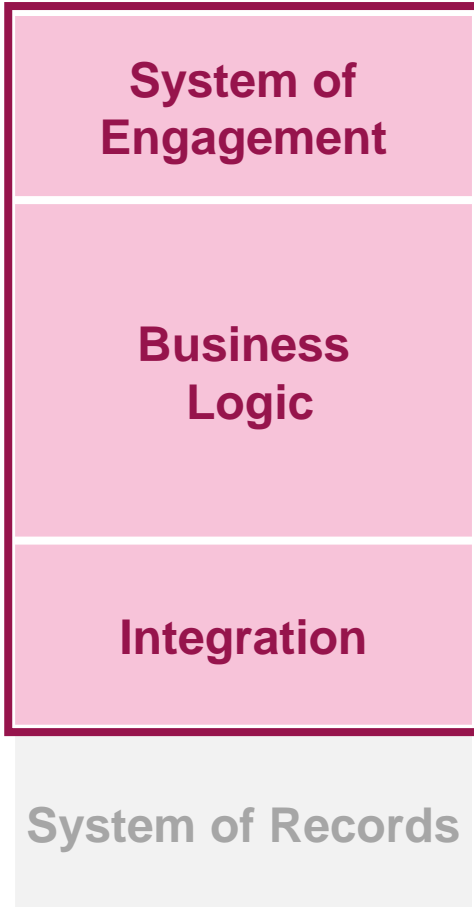 System of
Engagement
Business
Logic
Integration
System of Records